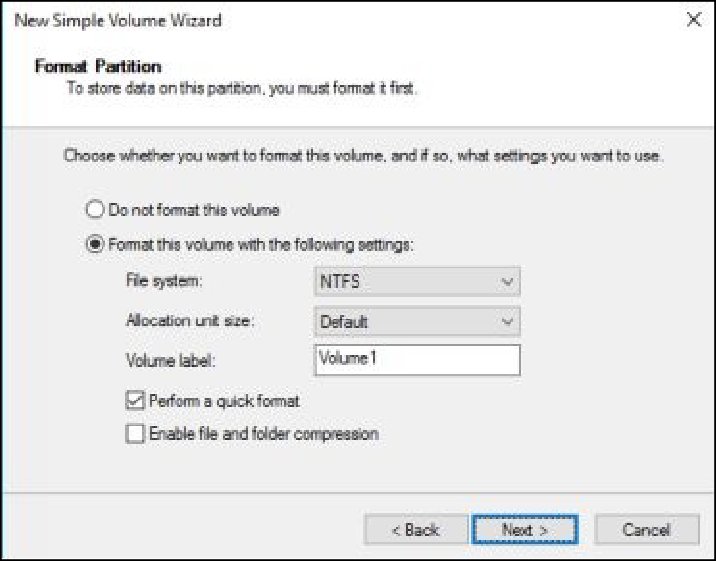 New Simple Volume Wizard
Format Partition
To store data on this partition, you must format it first.
Choose whether you want to format this volume, and if so, what settings you want to use.
Do not format this volume
Format this volume with the following settings:
File system: NTFS
Allocation unit size: Default
Volume label: Volume1
Perform a quick format
Enable file and folder compression
< Back Next > Cancel